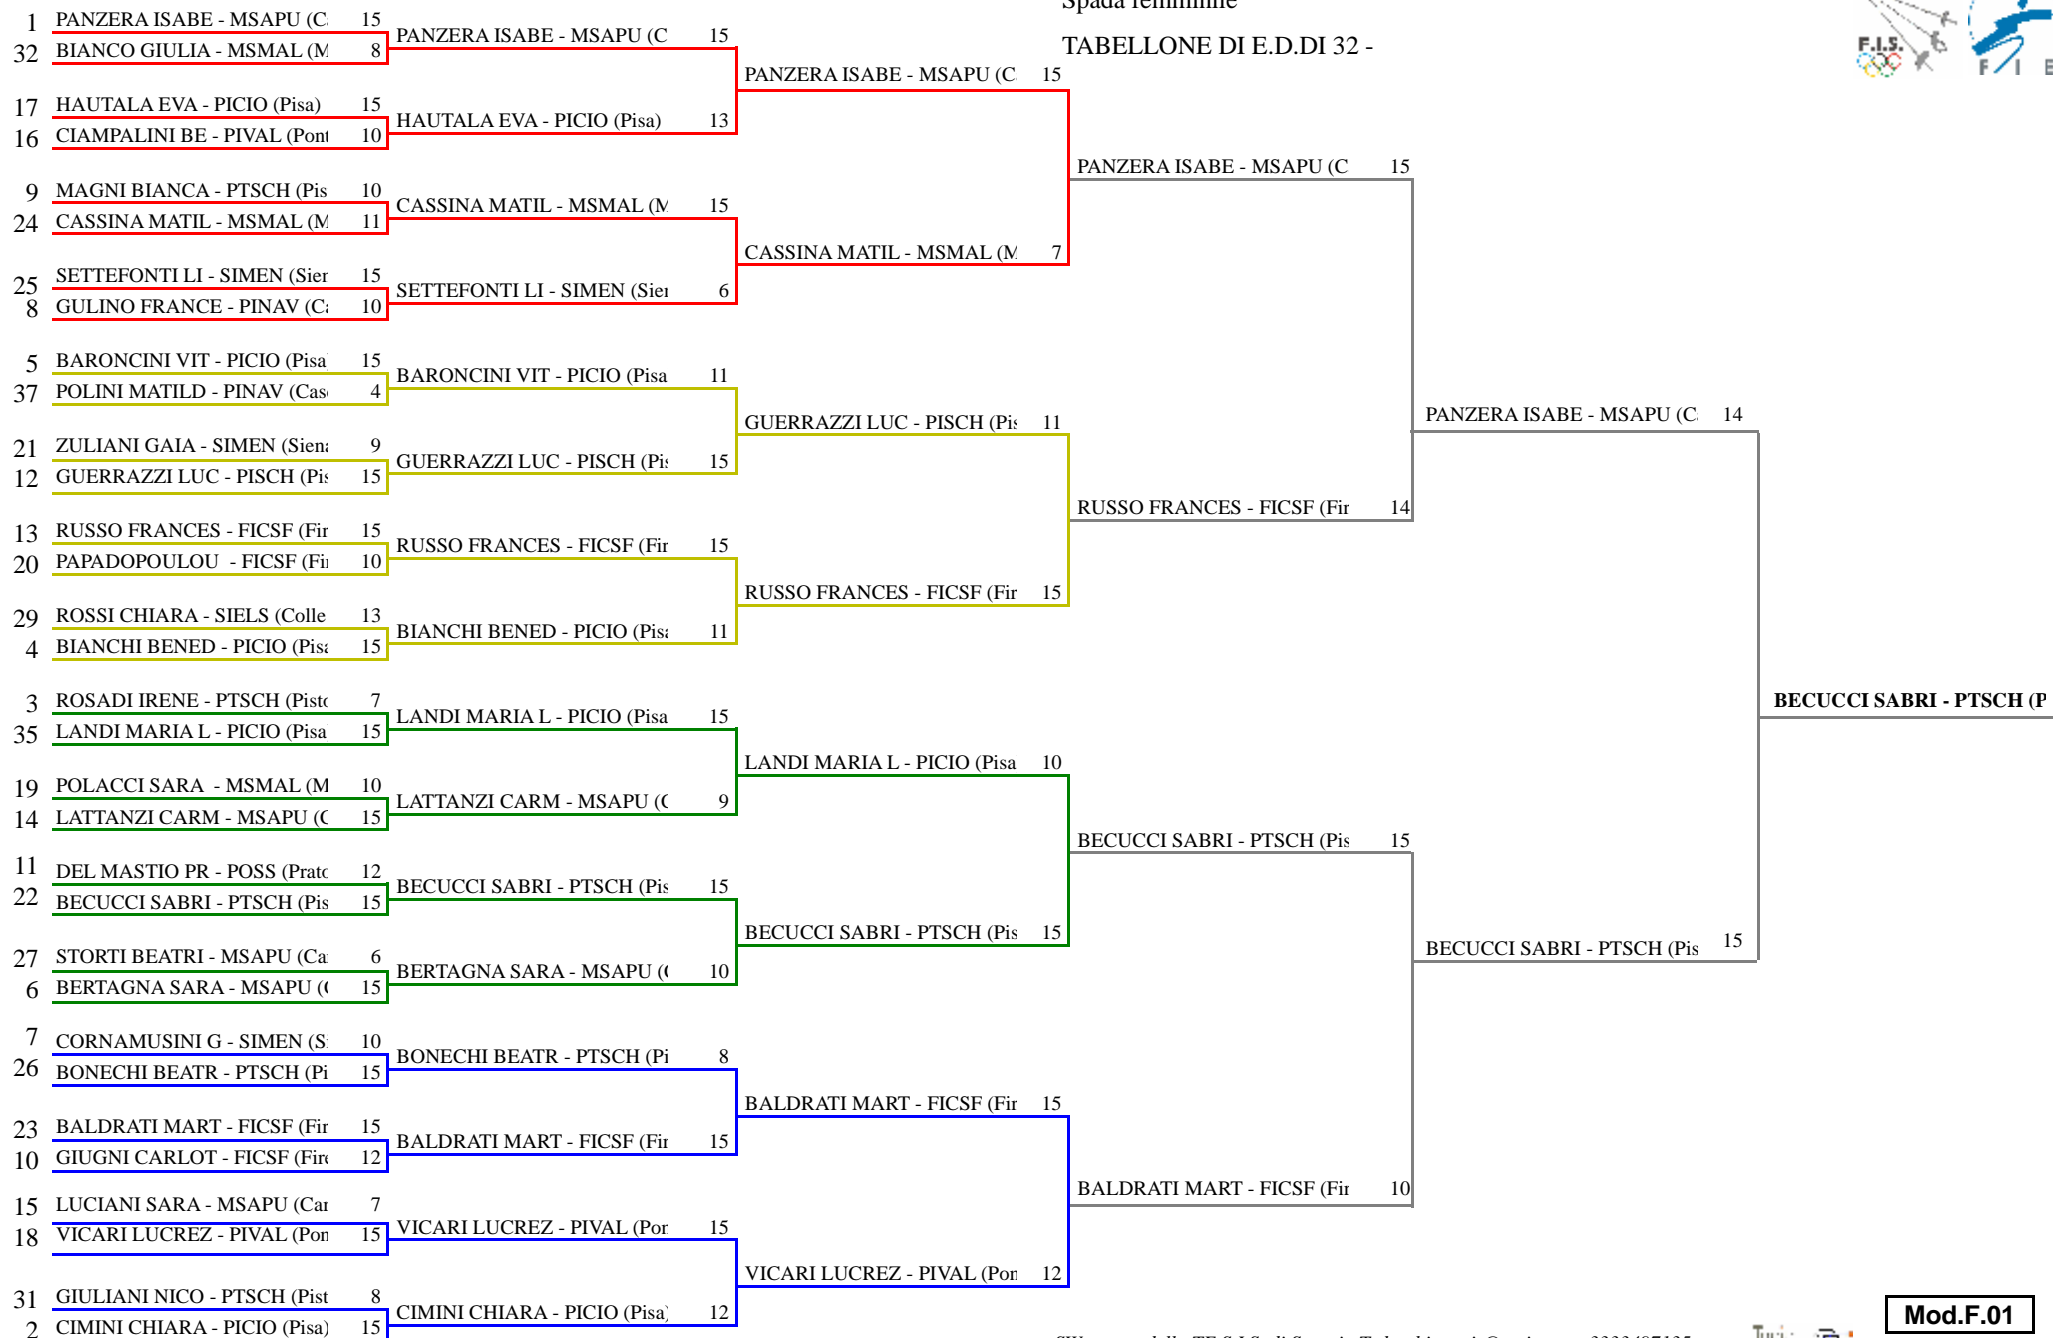 Spada femminile
TABELLONE DI E.D.DI 32 -
F.I.S.
F I E
1 PANZERA ISABE - MSAPU (C 15
32 BIANCO GIULIA - MSMAL (M 8
17 HAUTALA EVA - PICIO (Pisa) 15
16 CIAMPALINI BE - PIVAL (Pont 10
9 MAGNI BIANCA - PTSCH (Pis 10
24 CASSINA MATIL - MSMAL (M 11
25 SETTEFONTI LI - SIMEN (Sier 15
8 GULINO FRANCE - PINAV (Ca 10
5 BARONCINI VIT - PICIO (Pisa 15
37 POLINI MATILD - PINAV (Cas 4
21 ZULIANI GAIA - SIMEN (Siena 9
12 GUERRAZZI LUC - PISCH (Pis 15
13 RUSSO FRANCES - FICSF (Fir 15
20 PAPADOPOULOU - FICSF (Fi 10
29 ROSSI CHIARA - SIELS (Colle 13
4 BIANCHI BENED - PICIO (Pisa 15
3 ROSADI IRENE - PTSCH (Pisto 7
35 LANDI MARIA L - PICIO (Pisa 15
19 POLACCI SARA - MSMAL (M 10
14 LATTANZI CARM - MSAPU (C 15
11 DEL MASTIO PR - POSS (Prato 12
22 BECUCCI SABRI - PTSCH (Pis 15
27 STORTI BEATRI - MSAPU (Ca 6
6 BERTAGNA SARA - MSAPU (C 15
7 CORNAMUSINI G - SIMEN (S 10
26 BONECHI BEATR - PTSCH (Pi 15
23 BALDRATI MART - FICSF (Fir 15
10 GIUGNI CARLOT - FICSF (Fire 12
15 LUCIANI SARA - MSAPU (Car 7
18 VICARI LUCREZ - PIVAL (Pon 15
31 GIULIANI NICO - PTSCH (Pist 8
2 CIMINI CHIARA - PICIO (Pisa) 15
PANZERA ISABE - MSAPU (C 15
HAUTALA EVA - PICIO (Pisa) 13
CASSINA MATIL - MSMAL (M 15
SETTEFONTI LI - SIMEN (Sier 6
BARONCINI VIT - PICIO (Pisa 11
GUERRAZZI LUC - PISCH (Pis 15
RUSSO FRANCES - FICSF (Fir 15
BIANCHI BENED - PICIO (Pisa 11
LANDI MARIA L - PICIO (Pisa 15
LATTANZI CARM - MSAPU (C 9
BECUCCI SABRI - PTSCH (Pis 15
BERTAGNA SARA - MSAPU (C 10
BONECHI BEATR - PTSCH (Pi 8
BALDRATI MART - FICSF (Fir 15
VICARI LUCREZ - PIVAL (Pon 15
CIMINI CHIARA - PICIO (Pisa) 12
PANZERA ISABE - MSAPU (C 15
CASSINA MATIL - MSMAL (M 7
GUERRAZZI LUC - PISCH (Pis 11
RUSSO FRANCES - FICSF (Fir 15
LANDI MARIA L - PICIO (Pisa 10
BECUCCI SABRI - PTSCH (Pis 15
BALDRATI MART - FICSF (Fir 15
VICARI LUCREZ - PIVAL (Pon 12
PANZERA ISABE - MSAPU (C 15
RUSSO FRANCES - FICSF (Fir 14
BECUCCI SABRI - PTSCH (Pis 15
BALDRATI MART - FICSF (Fir 10
PANZERA ISABE - MSAPU (C 14
BECUCCI SABRI - PTSCH (Pis 15
BECUCCI SABRI - PTSCH (P
Mod.F.01